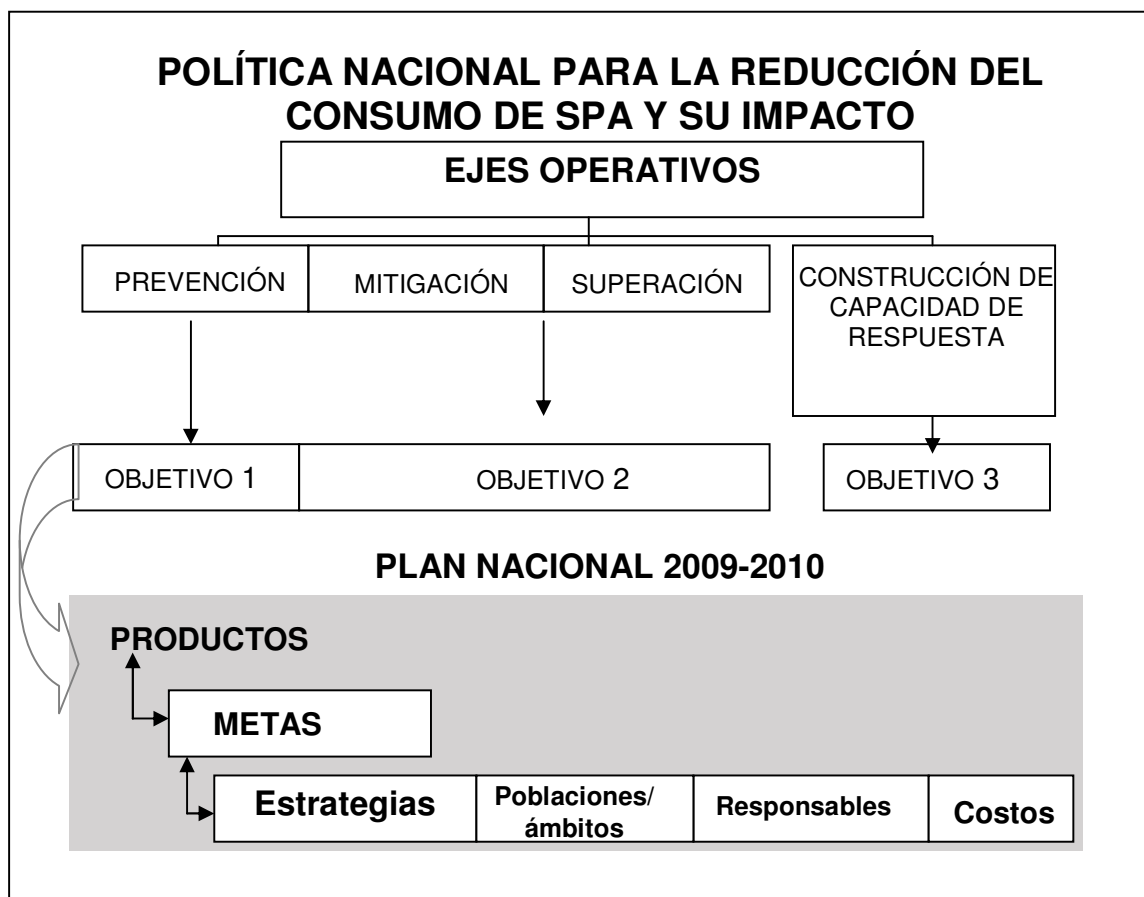 POLÍTICA NACIONAL PARA LA REDUCCIÓN DEL
CONSUMO DE SPA Y SU IMPACTO
EJES OPERATIVOS
PREVENCIÓN
MITIGACIÓN
SUPERACIÓN
CONSTRUCCIÓN DE
CAPACIDAD DE
RESPUESTA
OBJETIVO 1
OBJETIVO 2
OBJETIVO 3
PLAN NACIONAL 2009-2010
PRODUCTOS
METAS
Estrategias
Poblaciones/
ámbitos
Responsables
Costos